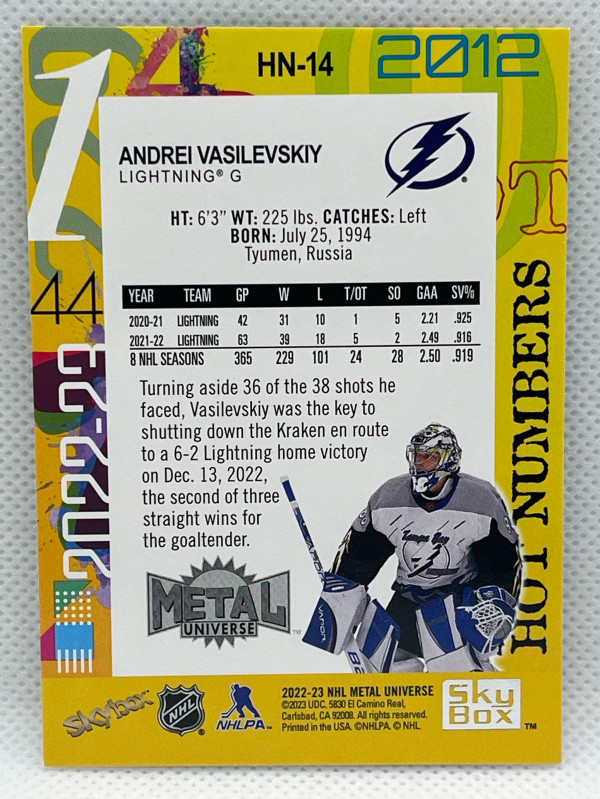 HN-14
2012
1
4
44
2022-23
ANDREI VASILEVSKIY
LIGHTNING® G
HT: 6'3" WT: 225 lbs. CATCHES: Left
BORN: July 25, 1994
Tyumen, Russia
YEAR TEAM GP W L T/OT SO GAA SV%
2020-21 LIGHTNING 42 31 10 1 5 2.21 .925
2021-22 LIGHTNING 63 39 18 5 2 2.49 .916
8 NHL SEASONS 365 229 101 24 28 2.50 .919
Turning aside 36 of the 38 shots he
faced, Vasilevskiy was the key to
shutting down the Kraken en route
to a 6-2 Lightning home victory
on Dec. 13, 2022,
the second of three
straight wins for
the goaltender.
HOT NUMBERS
Tampa Bay
METAL
UNIVERSE
™
Skybox
NHL
NHLPA
2022-23 NHL METAL UNIVERSE
©2023 UDC. 5830 El Camino Real,
Carlsbad, CA 92008. All rights reserved.
Printed in the USA. ©NHLPA. © NHL.
Sky
Box
™